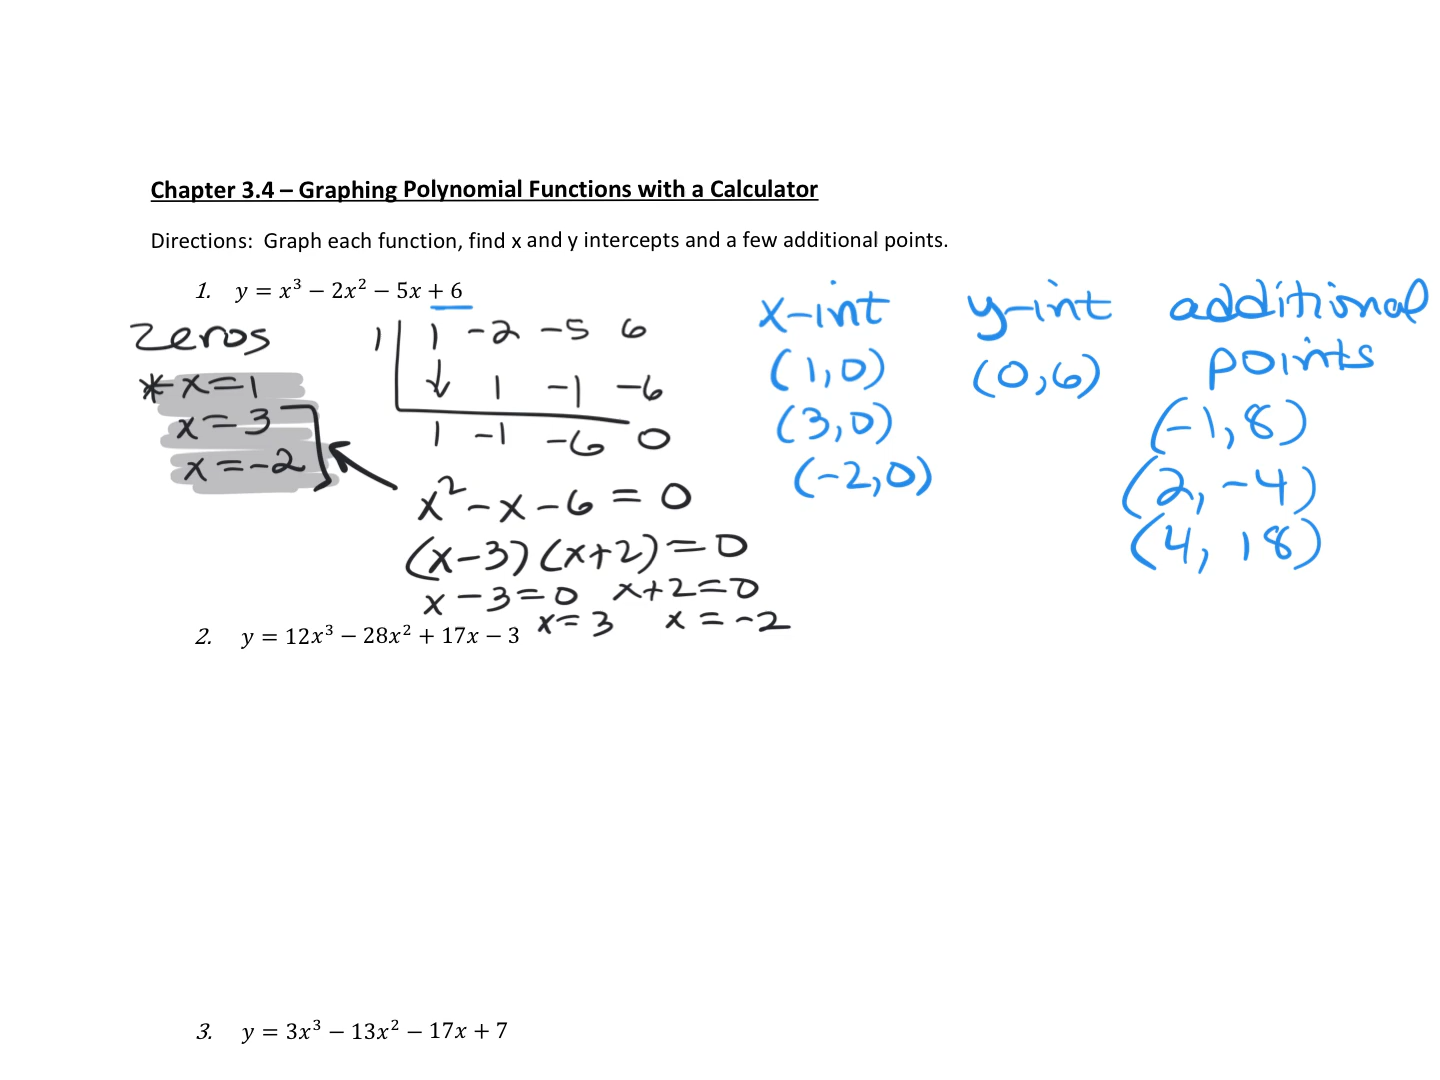 Chapter 3.4 – Graphing Polynomial Functions with a Calculator
Directions: Graph each function, find x and y intercepts and a few additional points.
1. y = x³ − 2x² − 5x + 6
zeros
* x=1
x=3
x=-2
1 | 1 -2 -5 6
↓ 1 -1 -6
1 -1 -6 0
x²-x-6=0
(x-3)(x+2)=0
x-3=0 x+2=0
x=3 x=-2
x-int
(1,0)
(3,0)
(-2,0)
y-int
(0,6)
additional
points
(-1,8)
(2,-4)
(4,18)
2. y = 12x³ − 28x² + 17x − 3
3. y = 3x³ − 13x² − 17x + 7